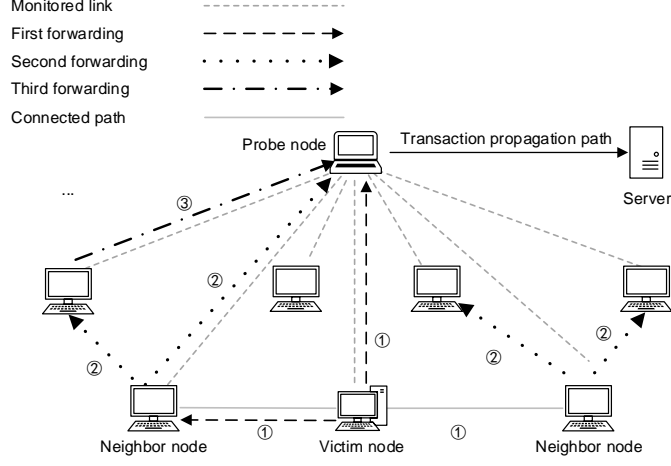 Monitored link
First forwarding
Second forwarding
Third forwarding
Connected path
Probe node
Transaction propagation path
Server
...
③
②
①
②
②
②
①
①
Neighbor node
Victim node
Neighbor node